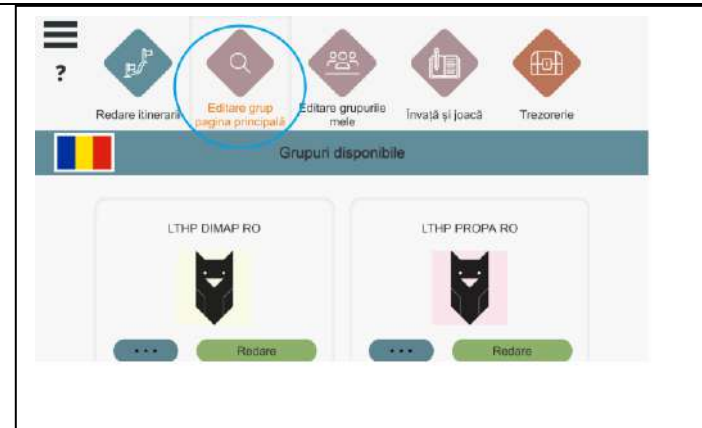 ?
Redare itinerarii
Editare grup
pagina principală
Editare grupurile
mele
Învață și joacă
Trezorerie
Grupuri disponibile
LTHP DIMAP RO
LTHP PROPA RO
...
Redare
...
Redare